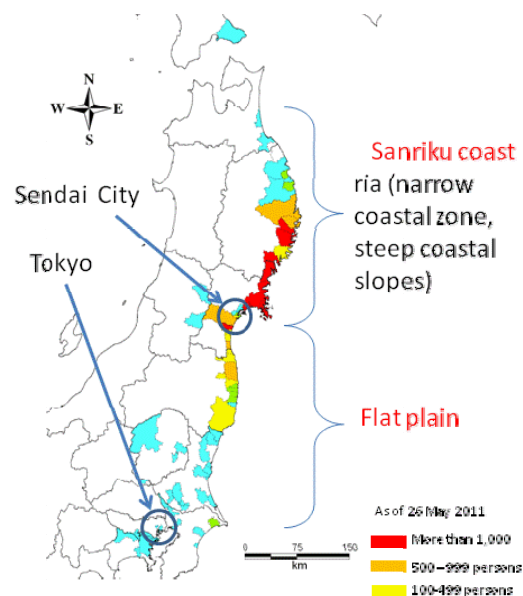 N
W E
S
Sendai City
Tokyo
Sanriku coast
ria (narrow
coastal zone,
steep coastal
slopes)
Flat plain
As of 26 May 2011
More than 1,000
500–999 persons
100-499 persons
0 75 150
km